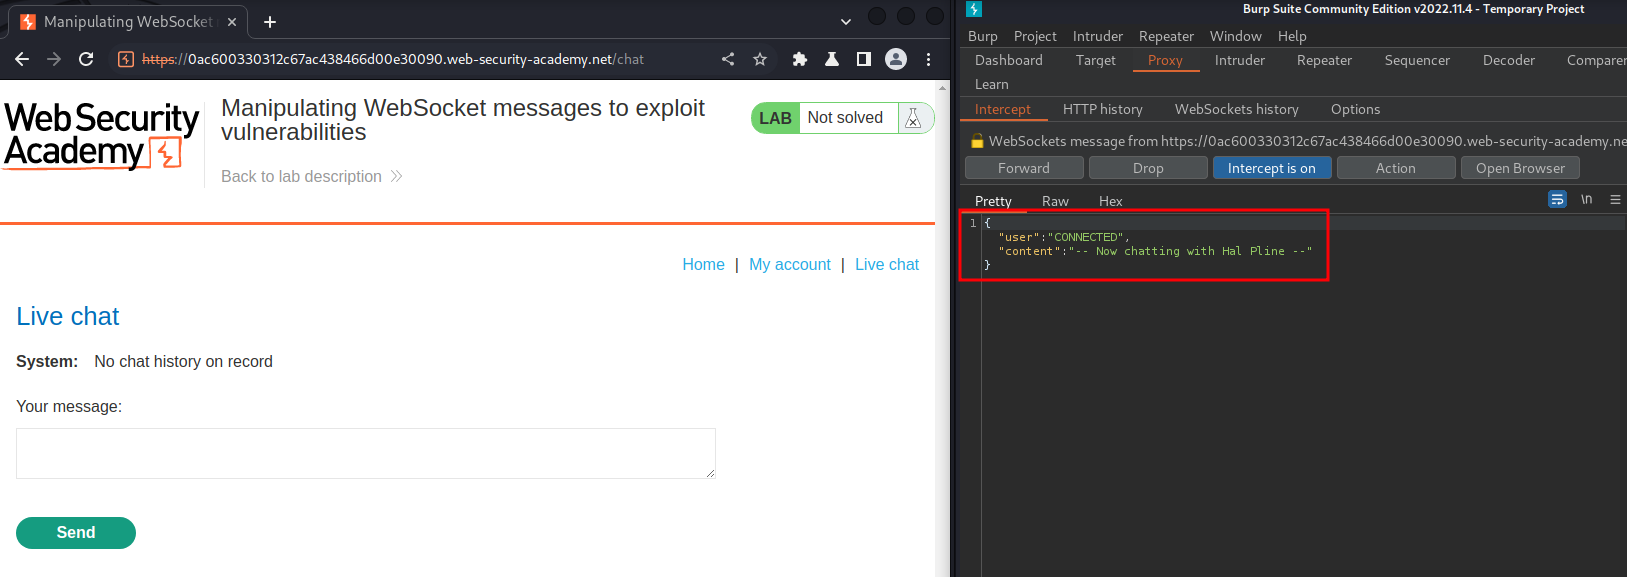 Manipulating WebSocket
https://0ac600330312c67ac438466d00e30090.web-security-academy.net/chat
Web Security
Academy
Manipulating WebSocket messages to exploit
vulnerabilities
Back to lab description
LAB
Not solved
Home | My account | Live chat
Live chat
System: No chat history on record
Your message:
Send
Burp Suite Community Edition v2022.11.4 - Temporary Project
Burp Project Intruder Repeater Window Help
Dashboard Target Proxy Intruder Repeater Sequencer Decoder Comparer
Learn
Intercept HTTP history WebSockets history Options
WebSockets message from https://0ac600330312c67ac438466d00e30090.web-security-academy.ne
Forward Drop Intercept is on Action Open Browser
Pretty Raw Hex \n
1 {
"user":"CONNECTED",
"content":"-- Now chatting with Hal Pline --"
}